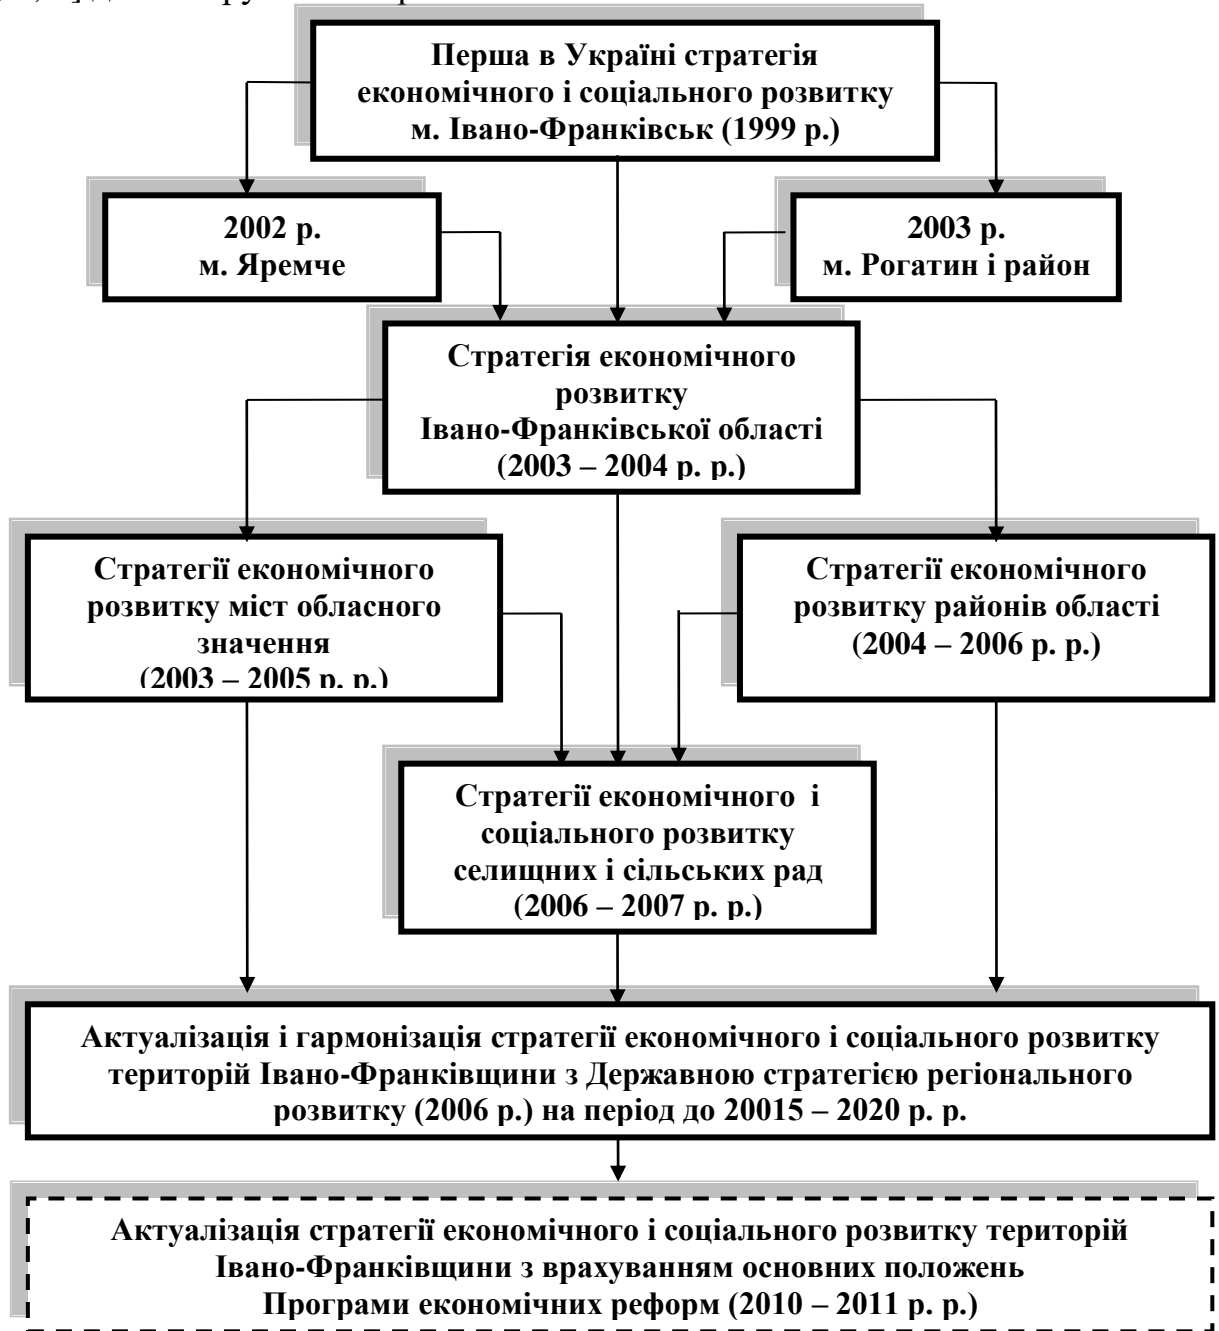 Перша в Україні стратегія
економічного і соціального розвитку
м. Івано-Франківськ (1999 р.)
2002 р.
м. Яремче
2003 р.
м. Рогатин і район
Стратегія економічного
розвитку
Івано-Франківської області
(2003 – 2004 р. р.)
Стратегії економічного
розвитку міст обласного
значення
(2003 – 2005 р. р.)
Стратегії економічного
розвитку районів області
(2004 – 2006 р. р.)
Стратегії економічного і
соціального розвитку
селищних і сільських рад
(2006 – 2007 р. р.)
Актуалізація і гармонізація стратегії економічного і соціального розвитку
територій Івано-Франківщини з Державною стратегією регіонального
розвитку (2006 р.) на період до 20015 – 2020 р. р.
Актуалізація стратегії економічного і соціального розвитку територій
Івано-Франківщини з врахуванням основних положень
Програми економічних реформ (2010 – 2011 р. р.)